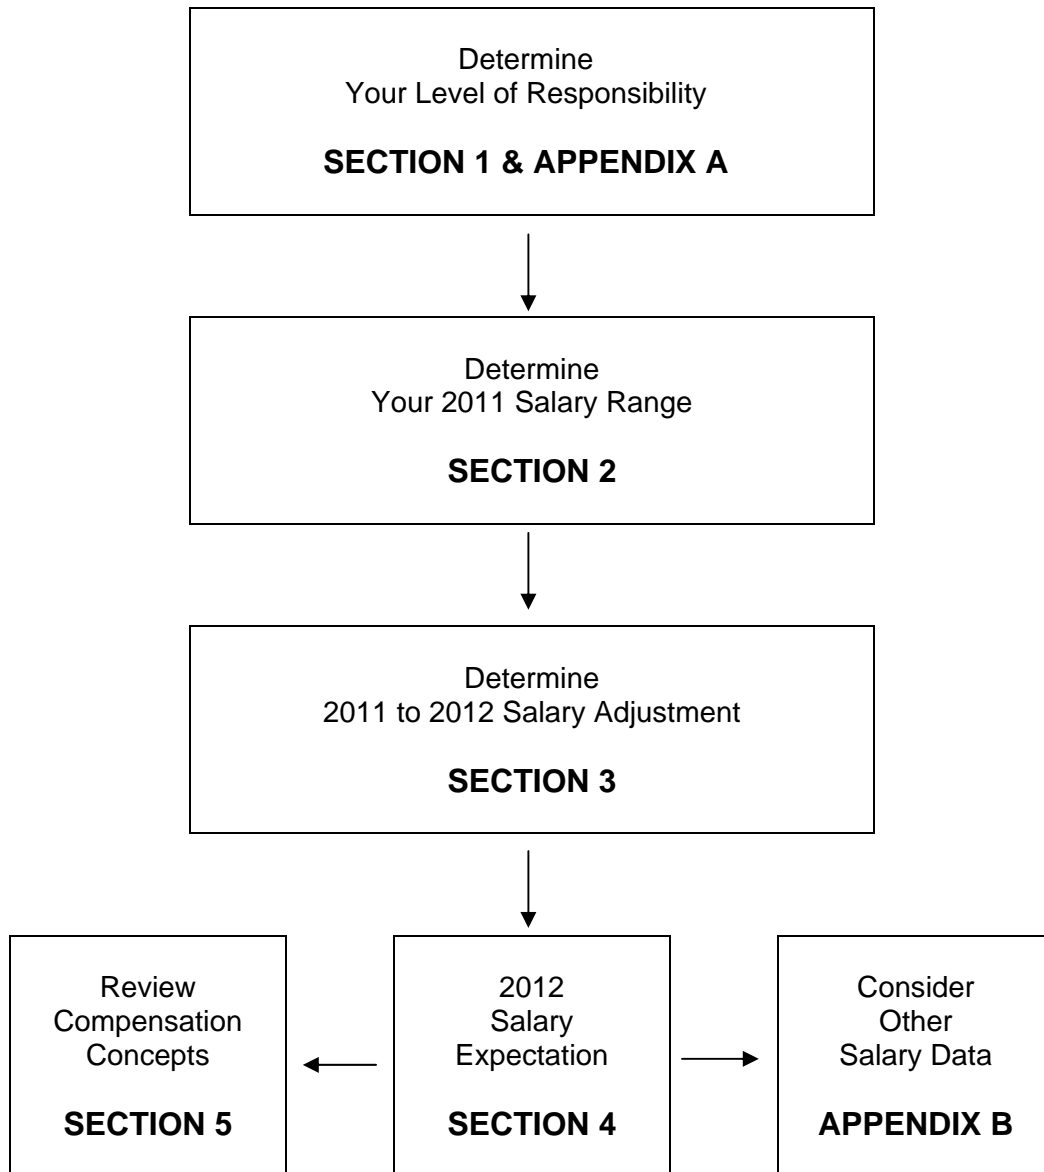 Determine
Your Level of Responsibility
SECTION 1 & APPENDIX A
Determine
Your 2011 Salary Range
SECTION 2
Determine
2011 to 2012 Salary Adjustment
SECTION 3
Review
Compensation
Concepts
SECTION 5
2012
Salary
Expectation
SECTION 4
Consider
Other
Salary Data
APPENDIX B